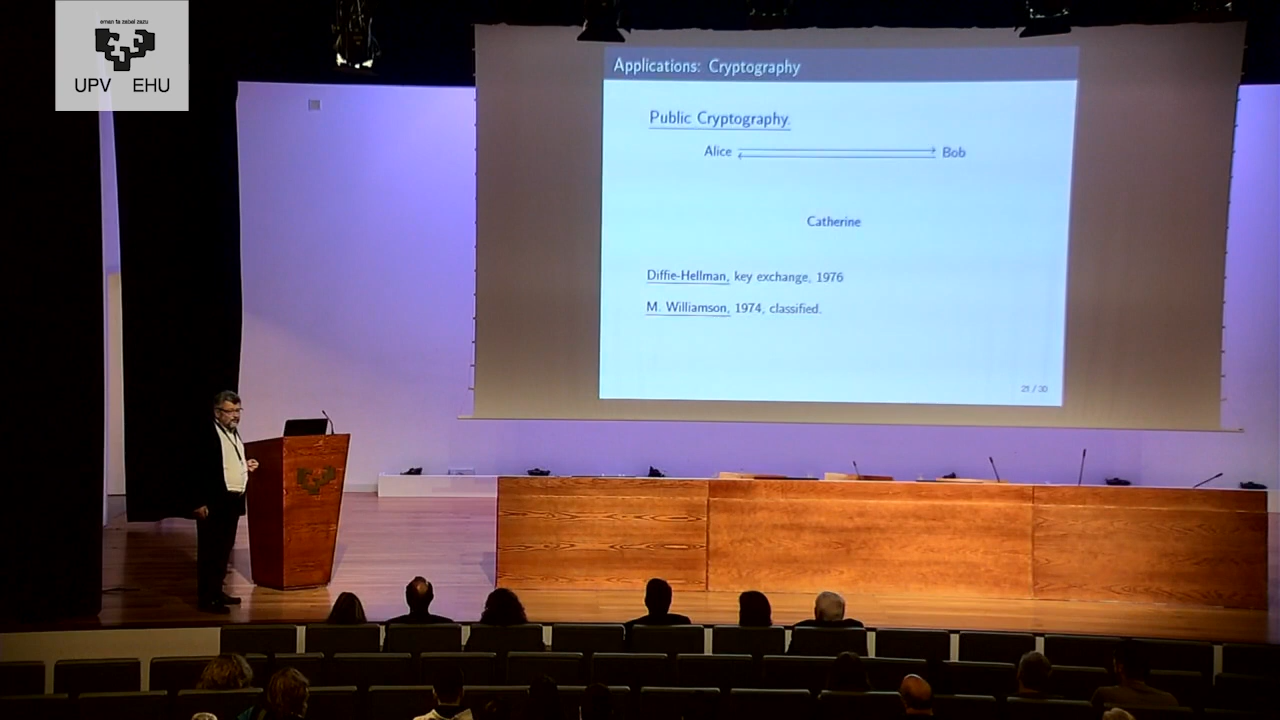 eman ta zabal zazu
UPV EHU
Applications: Cryptography
Public Cryptography.
Alice Bob
Catherine
Diffie-Hellman, key exchange, 1976
M. Williamson, 1974, classified.
21 / 30